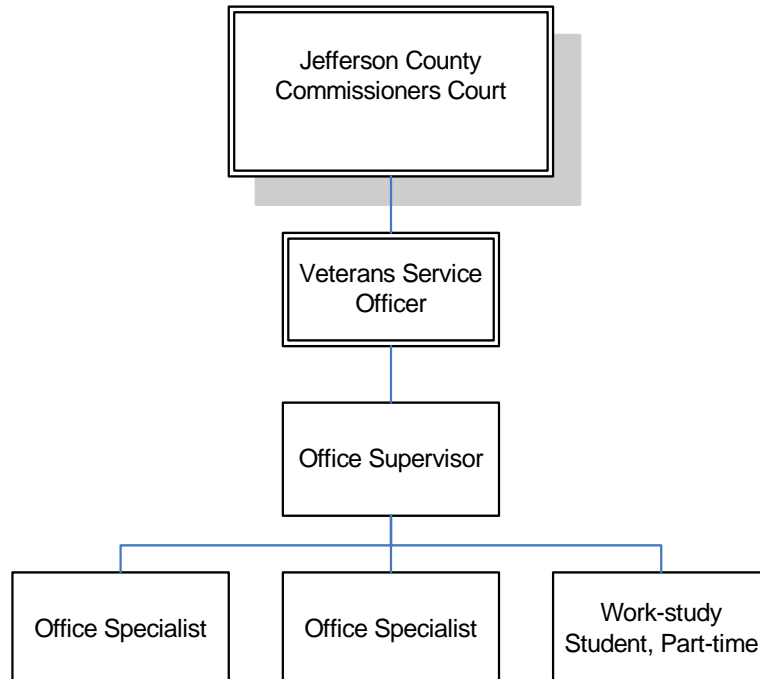 Jefferson County
Commissioners Court
Veterans Service
Officer
Office Supervisor
Office Specialist
Office Specialist
Work-study
Student, Part-time